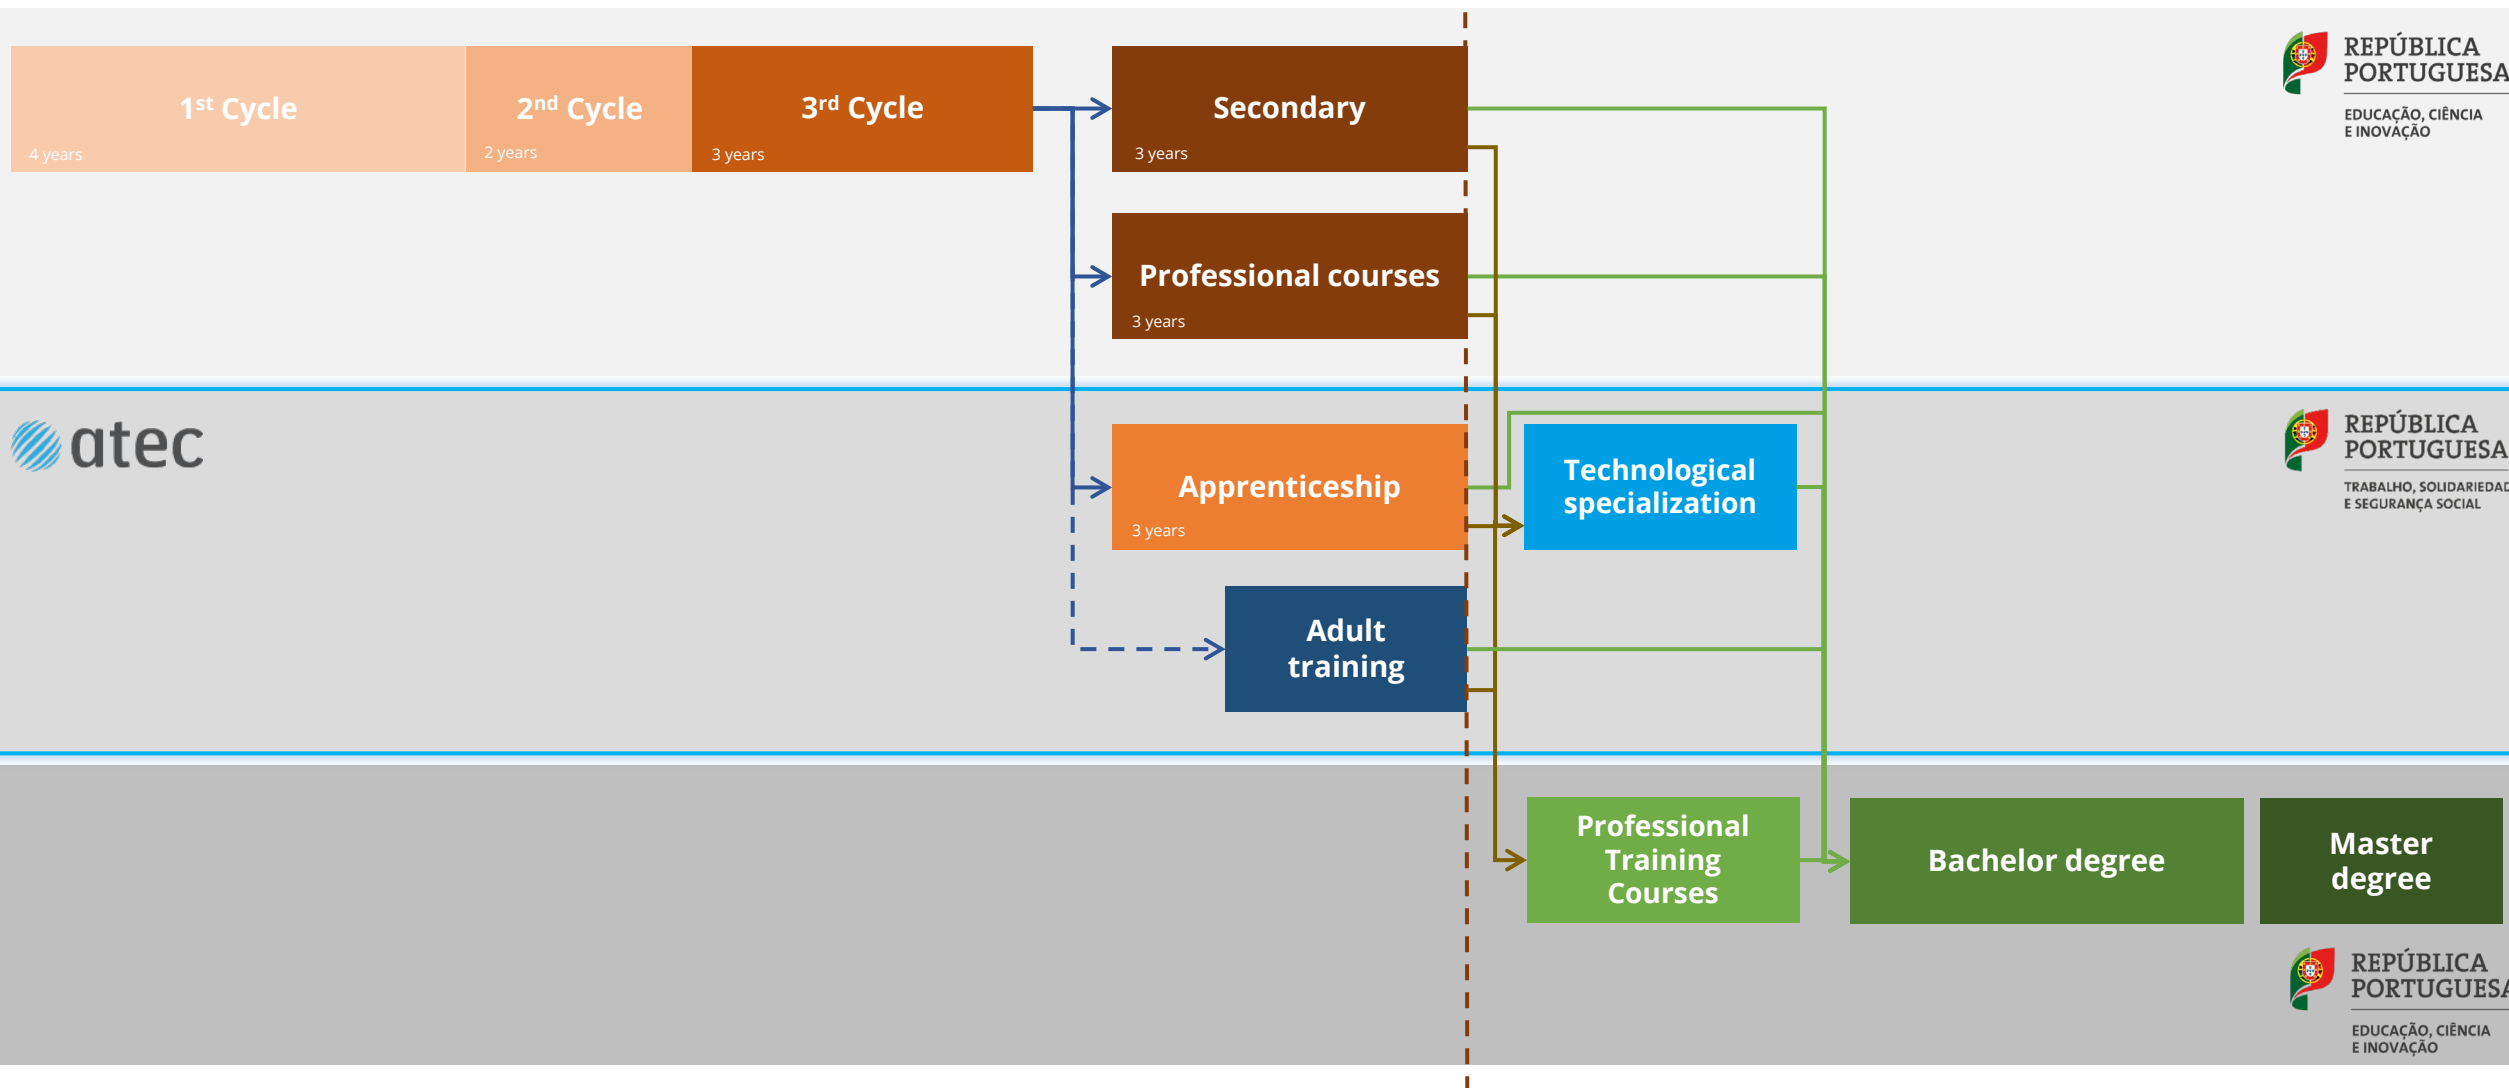 1st Cycle
4 years
2nd Cycle
2 years
3rd Cycle
3 years
Secondary
3 years
REPÚBLICA
PORTUGUESA
EDUCAÇÃO, CIÊNCIA
E INOVAÇÃO
Professional courses
3 years
atec
Apprenticeship
3 years
Technological
specialization
REPÚBLICA
PORTUGUESA
TRABALHO, SOLIDARIEDAD
E SEGURANÇA SOCIAL
Adult
training
Professional
Training
Courses
Bachelor degree
Master
degree
REPÚBLICA
PORTUGUESA
EDUCAÇÃO, CIÊNCIA
E INOVAÇÃO